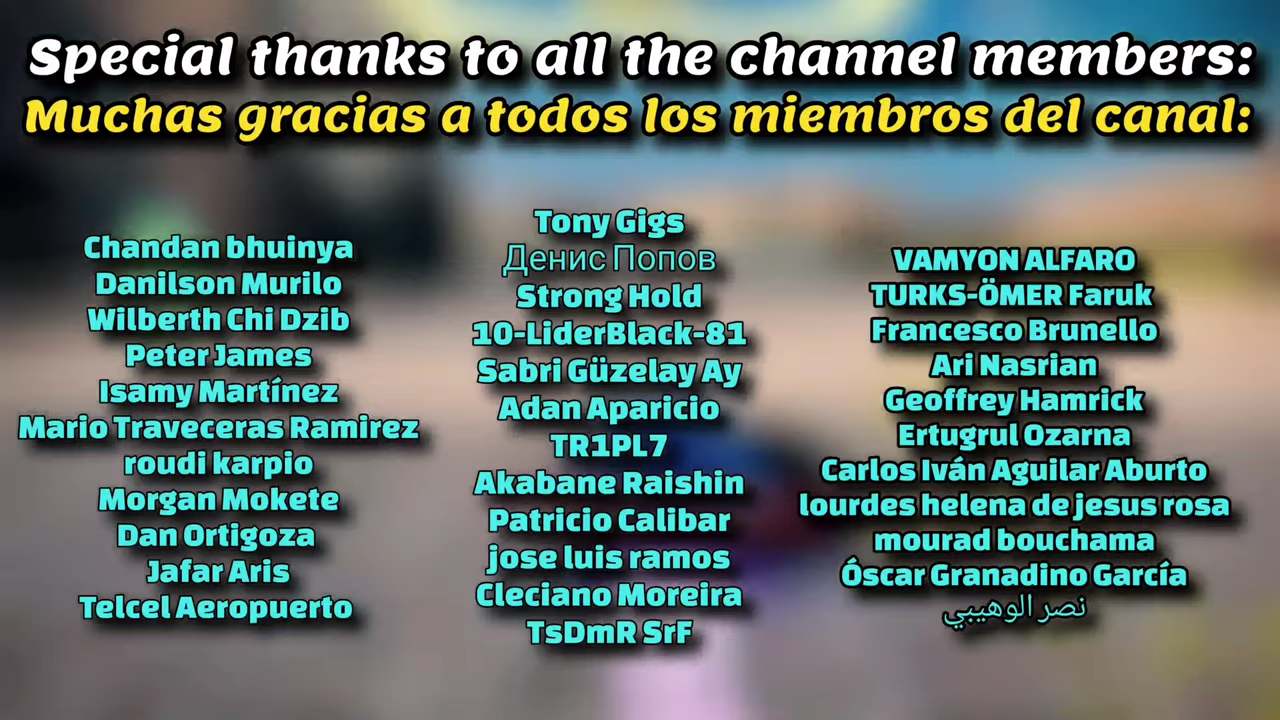 Special thanks to all the channel members:
Muchas gracias a todos los miembros del canal:
Chandan bhuinya
Danilson Murilo
Wilberth Chi Dzib
Peter James
Isamy Martínez
Mario Traveceras Ramirez
roudi karpio
Morgan Mokete
Dan Ortigoza
Jafar Aris
Telcel Aeropuerto
Tony Gigs
Денис Попов
Strong Hold
10-LiderBlack-81
Sabri Güzelay Ay
Adan Aparicio
TR1PL7
Akabane Raishin
Patricio Calibar
jose luis ramos
Cleciano Moreira
TsDmR SrF
VAMYON ALFARO
TURKS-ÖMER Faruk
Francesco Brunello
Ari Nasrian
Geoffrey Hamrick
Ertugrul Ozarna
Carlos Iván Aguilar Aburto
lourdes helena de jesus rosa
mourad bouchama
Óscar Granadino García
نصر الوهيبي